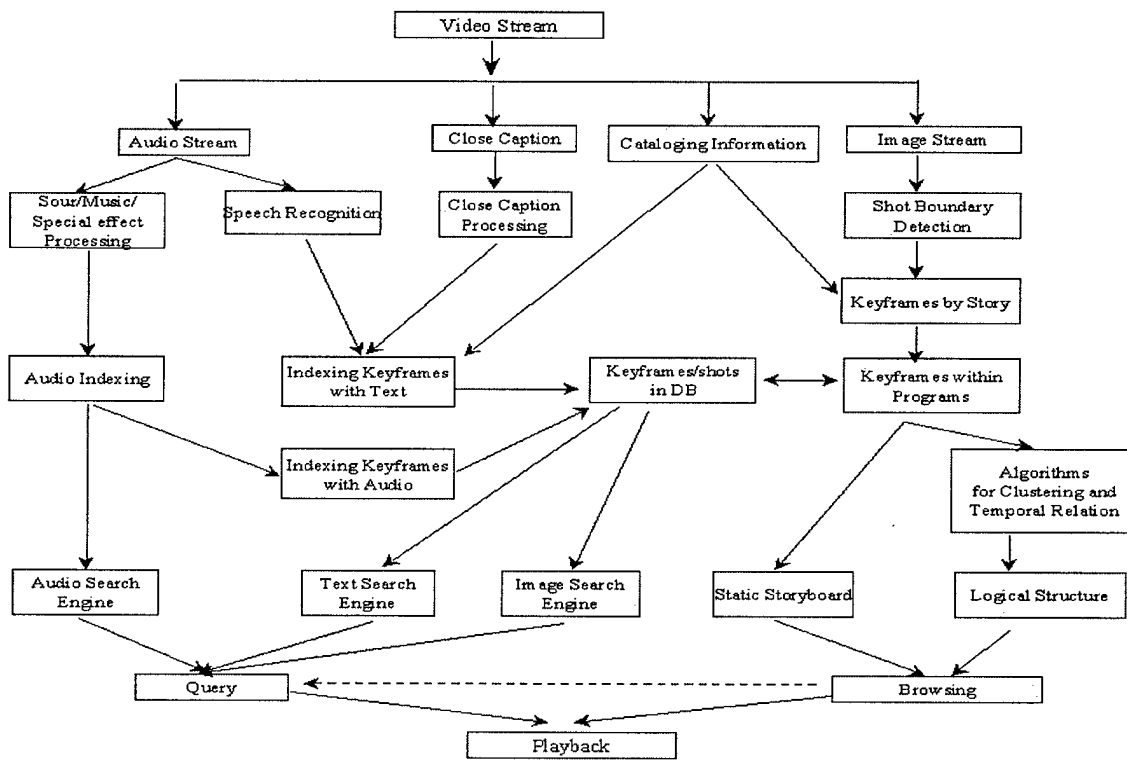 Video Stream
Audio Stream
Close Caption
Cataloging Information
Image Stream
Sour/Music/
Special effect
Processing
Speech Recognition
Close Caption
Processing
Shot Boundary
Detection
Keyframes by Story
Audio Indexing
Indexing Keyframes
with Text
Keyframes/shots
in DB
Keyframes within
Programs
Indexing Keyframes
with Audio
Algorithms
for Clustering and
Temporal Relation
Audio Search
Engine
Text Search
Engine
Image Search
Engine
Static Storyboard
Logical Structure
Query
Browsing
Playback